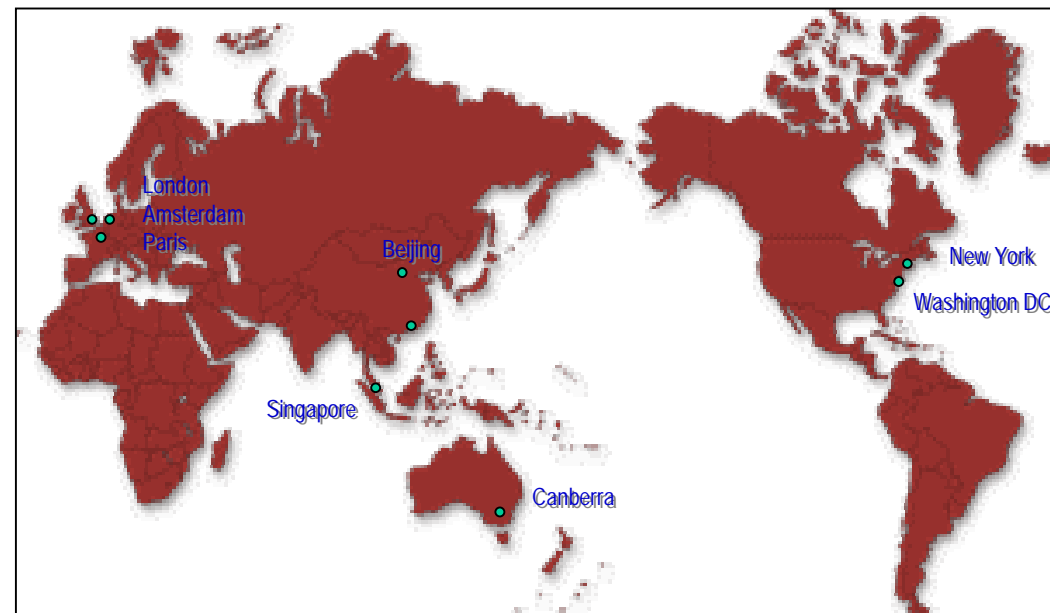 London
Amsterdam
Paris
Beijing
New York
Washington DC
Singapore
Canberra